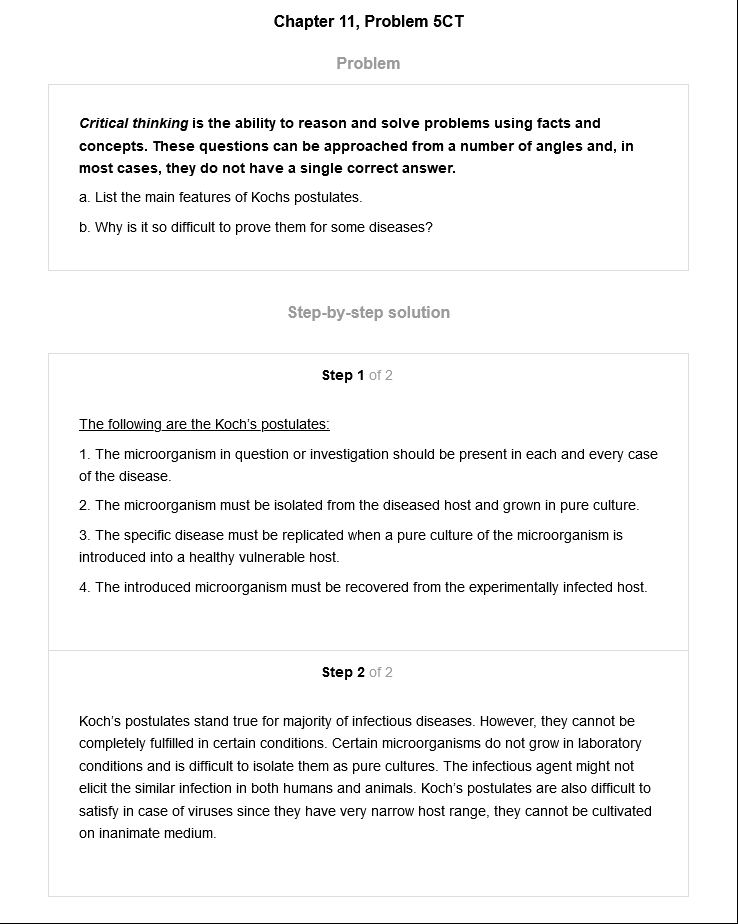 Chapter 11, Problem 5CT
Problem
Critical thinking is the ability to reason and solve problems using facts and
concepts. These questions can be approached from a number of angles and, in
most cases, they do not have a single correct answer.
a. List the main features of Kochs postulates.
b. Why is it so difficult to prove them for some diseases?
Step-by-step solution
Step 1 of 2
The following are the Koch’s postulates:
1. The microorganism in question or investigation should be present in each and every case
of the disease.
2. The microorganism must be isolated from the diseased host and grown in pure culture.
3. The specific disease must be replicated when a pure culture of the microorganism is
introduced into a healthy vulnerable host.
4. The introduced microorganism must be recovered from the experimentally infected host.
Step 2 of 2
Koch’s postulates stand true for majority of infectious diseases. However, they cannot be
completely fulfilled in certain conditions. Certain microorganisms do not grow in laboratory
conditions and is difficult to isolate them as pure cultures. The infectious agent might not
elicit the similar infection in both humans and animals. Koch’s postulates are also difficult to
satisfy in case of viruses since they have very narrow host range, they cannot be cultivated
on inanimate medium.